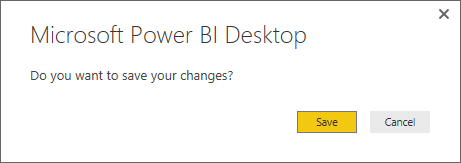 Microsoft Power BI Desktop
Do you want to save your changes?
Save
Cancel